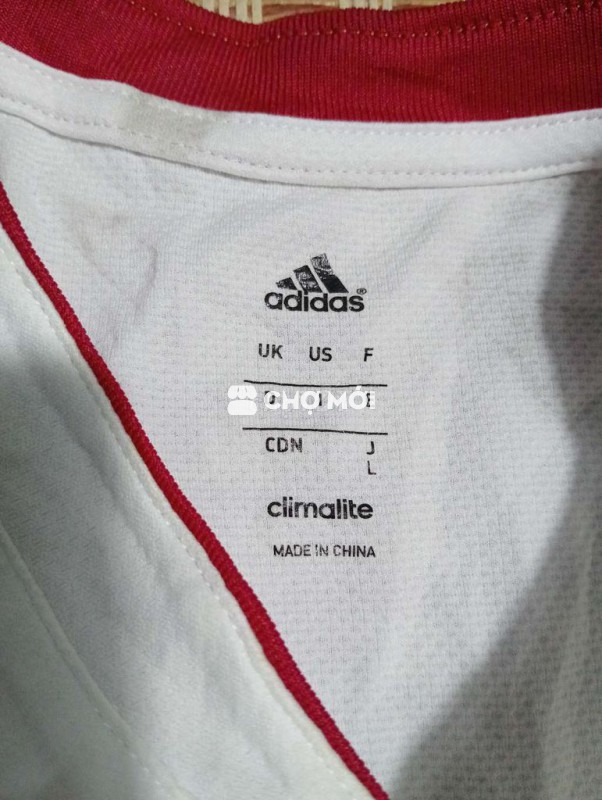 adidas®
UK US F
CHỢ MỚI
CDN J
L
climalite
MADE IN CHINA